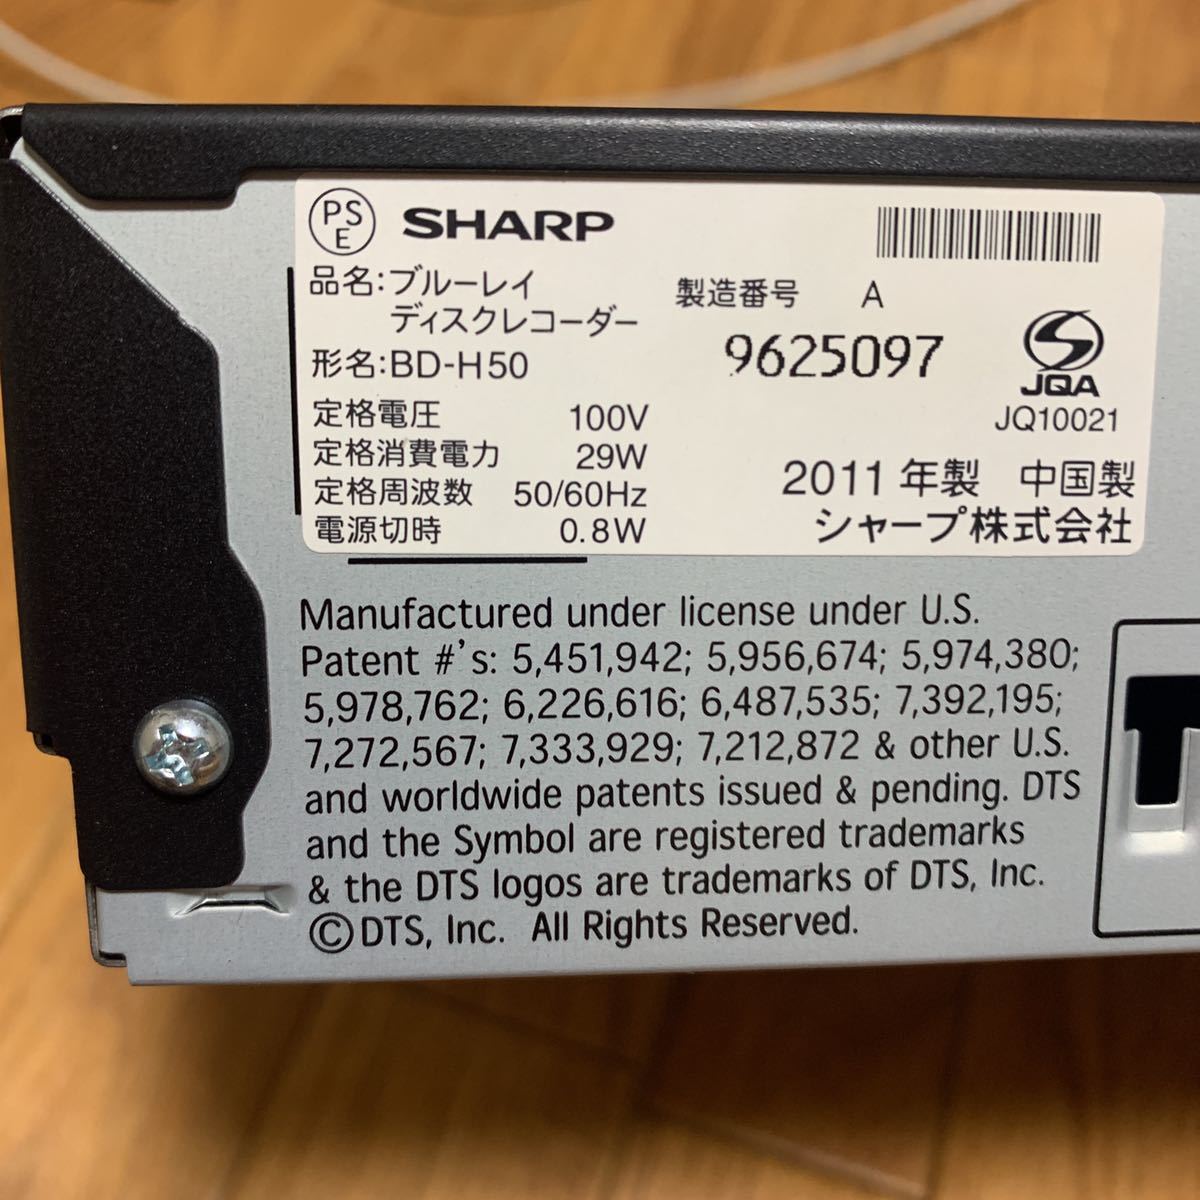 PS
E
SHARP
品名:ブルーレイ
ディスクレコーダー
形名:BD-H50
定格電圧 100V
定格消費電力 29W
定格周波数 50/60Hz
電源切時 0.8W
製造番号 A
9625097
JQA
JQ10021
2011年製 中国製
シャープ株式会社
Manufactured under license under U.S.
Patent #'s: 5,451,942; 5,956,674; 5,974,380;
5,978,762; 6,226,616; 6,487,535; 7,392,195;
7,272,567; 7,333,929; 7,212,872 & other U.S.
and worldwide patents issued & pending. DTS
and the Symbol are registered trademarks
& the DTS logos are trademarks of DTS, Inc.
©DTS, Inc. All Rights Reserved.